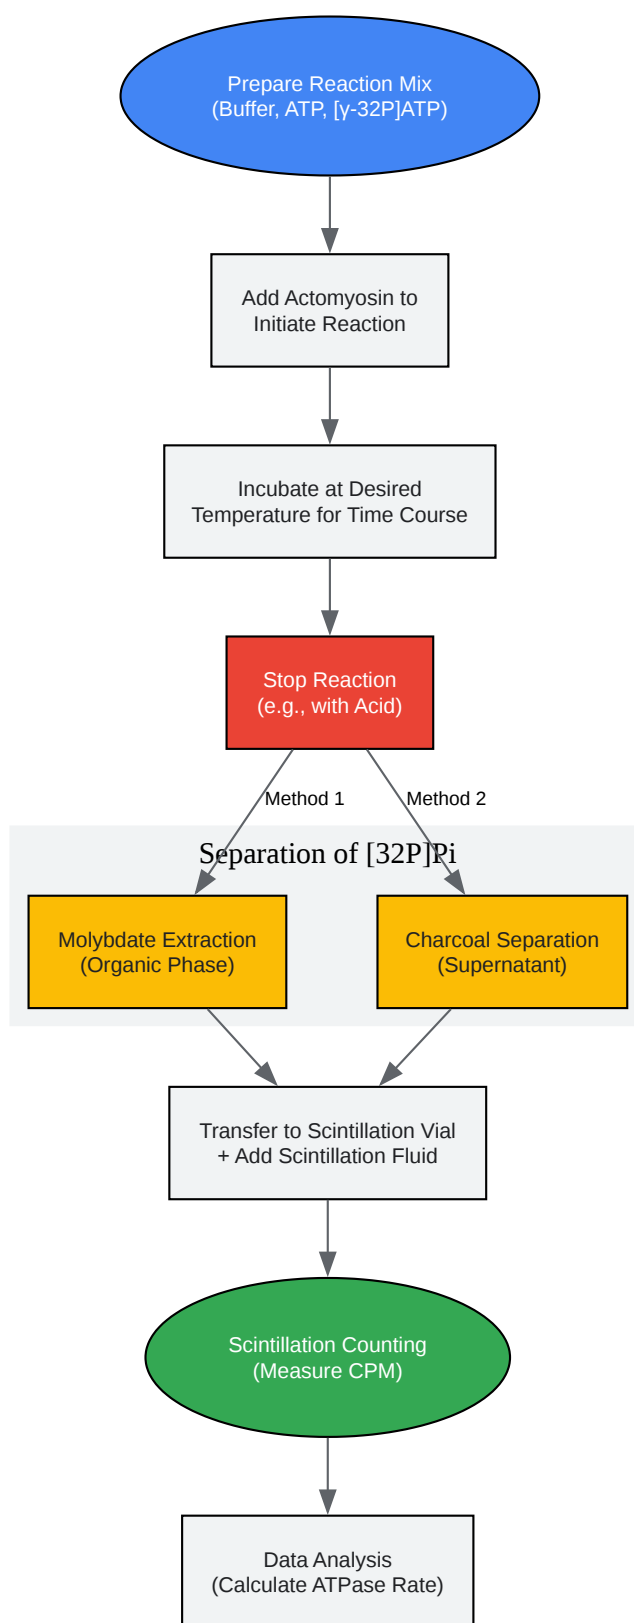 Prepare Reaction Mix
(Buffer, ATP, [γ-32P]ATP)
Add Actomyosin to
Initiate Reaction
Incubate at Desired
Temperature for Time Course
Stop Reaction
(e.g., with Acid)
Method 1
Method 2
Separation of [32P]Pi
Molybdate Extraction
(Organic Phase)
Charcoal Separation
(Supernatant)
Transfer to Scintillation Vial
+ Add Scintillation Fluid
Scintillation Counting
(Measure CPM)
Data Analysis
(Calculate ATPase Rate)